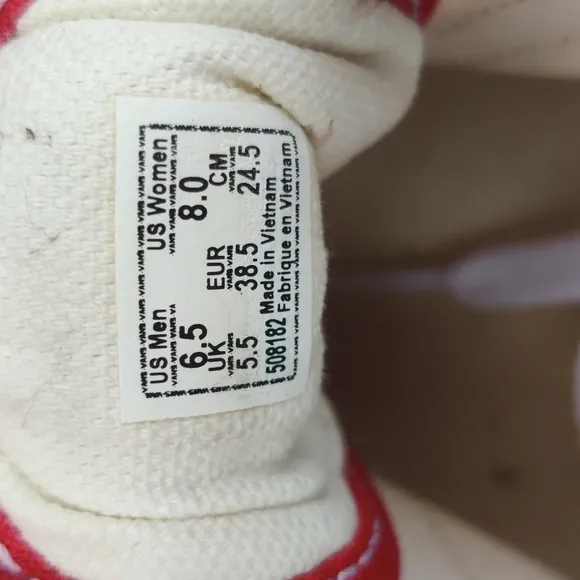 US Men US Women
6.5 8.0
UK EUR CM
5.5 38.5 24.5
508182 Made in Vietnam
Fabrique en Vietnam